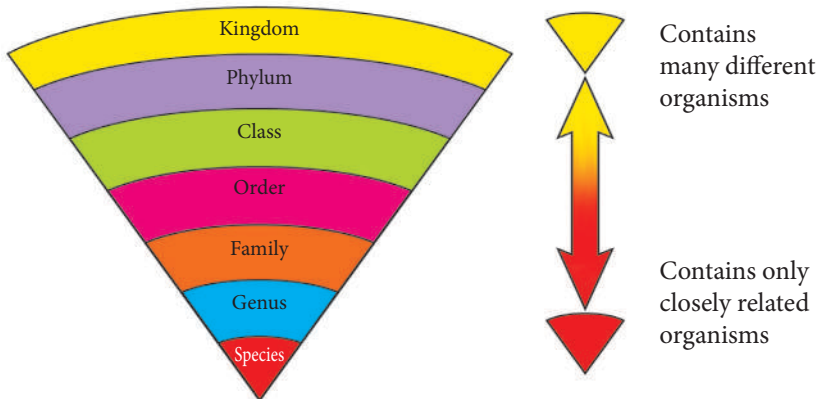 Kingdom
Phylum
Class
Order
Family
Genus
Species
Contains
many different
organisms
Contains only
closely related
organisms